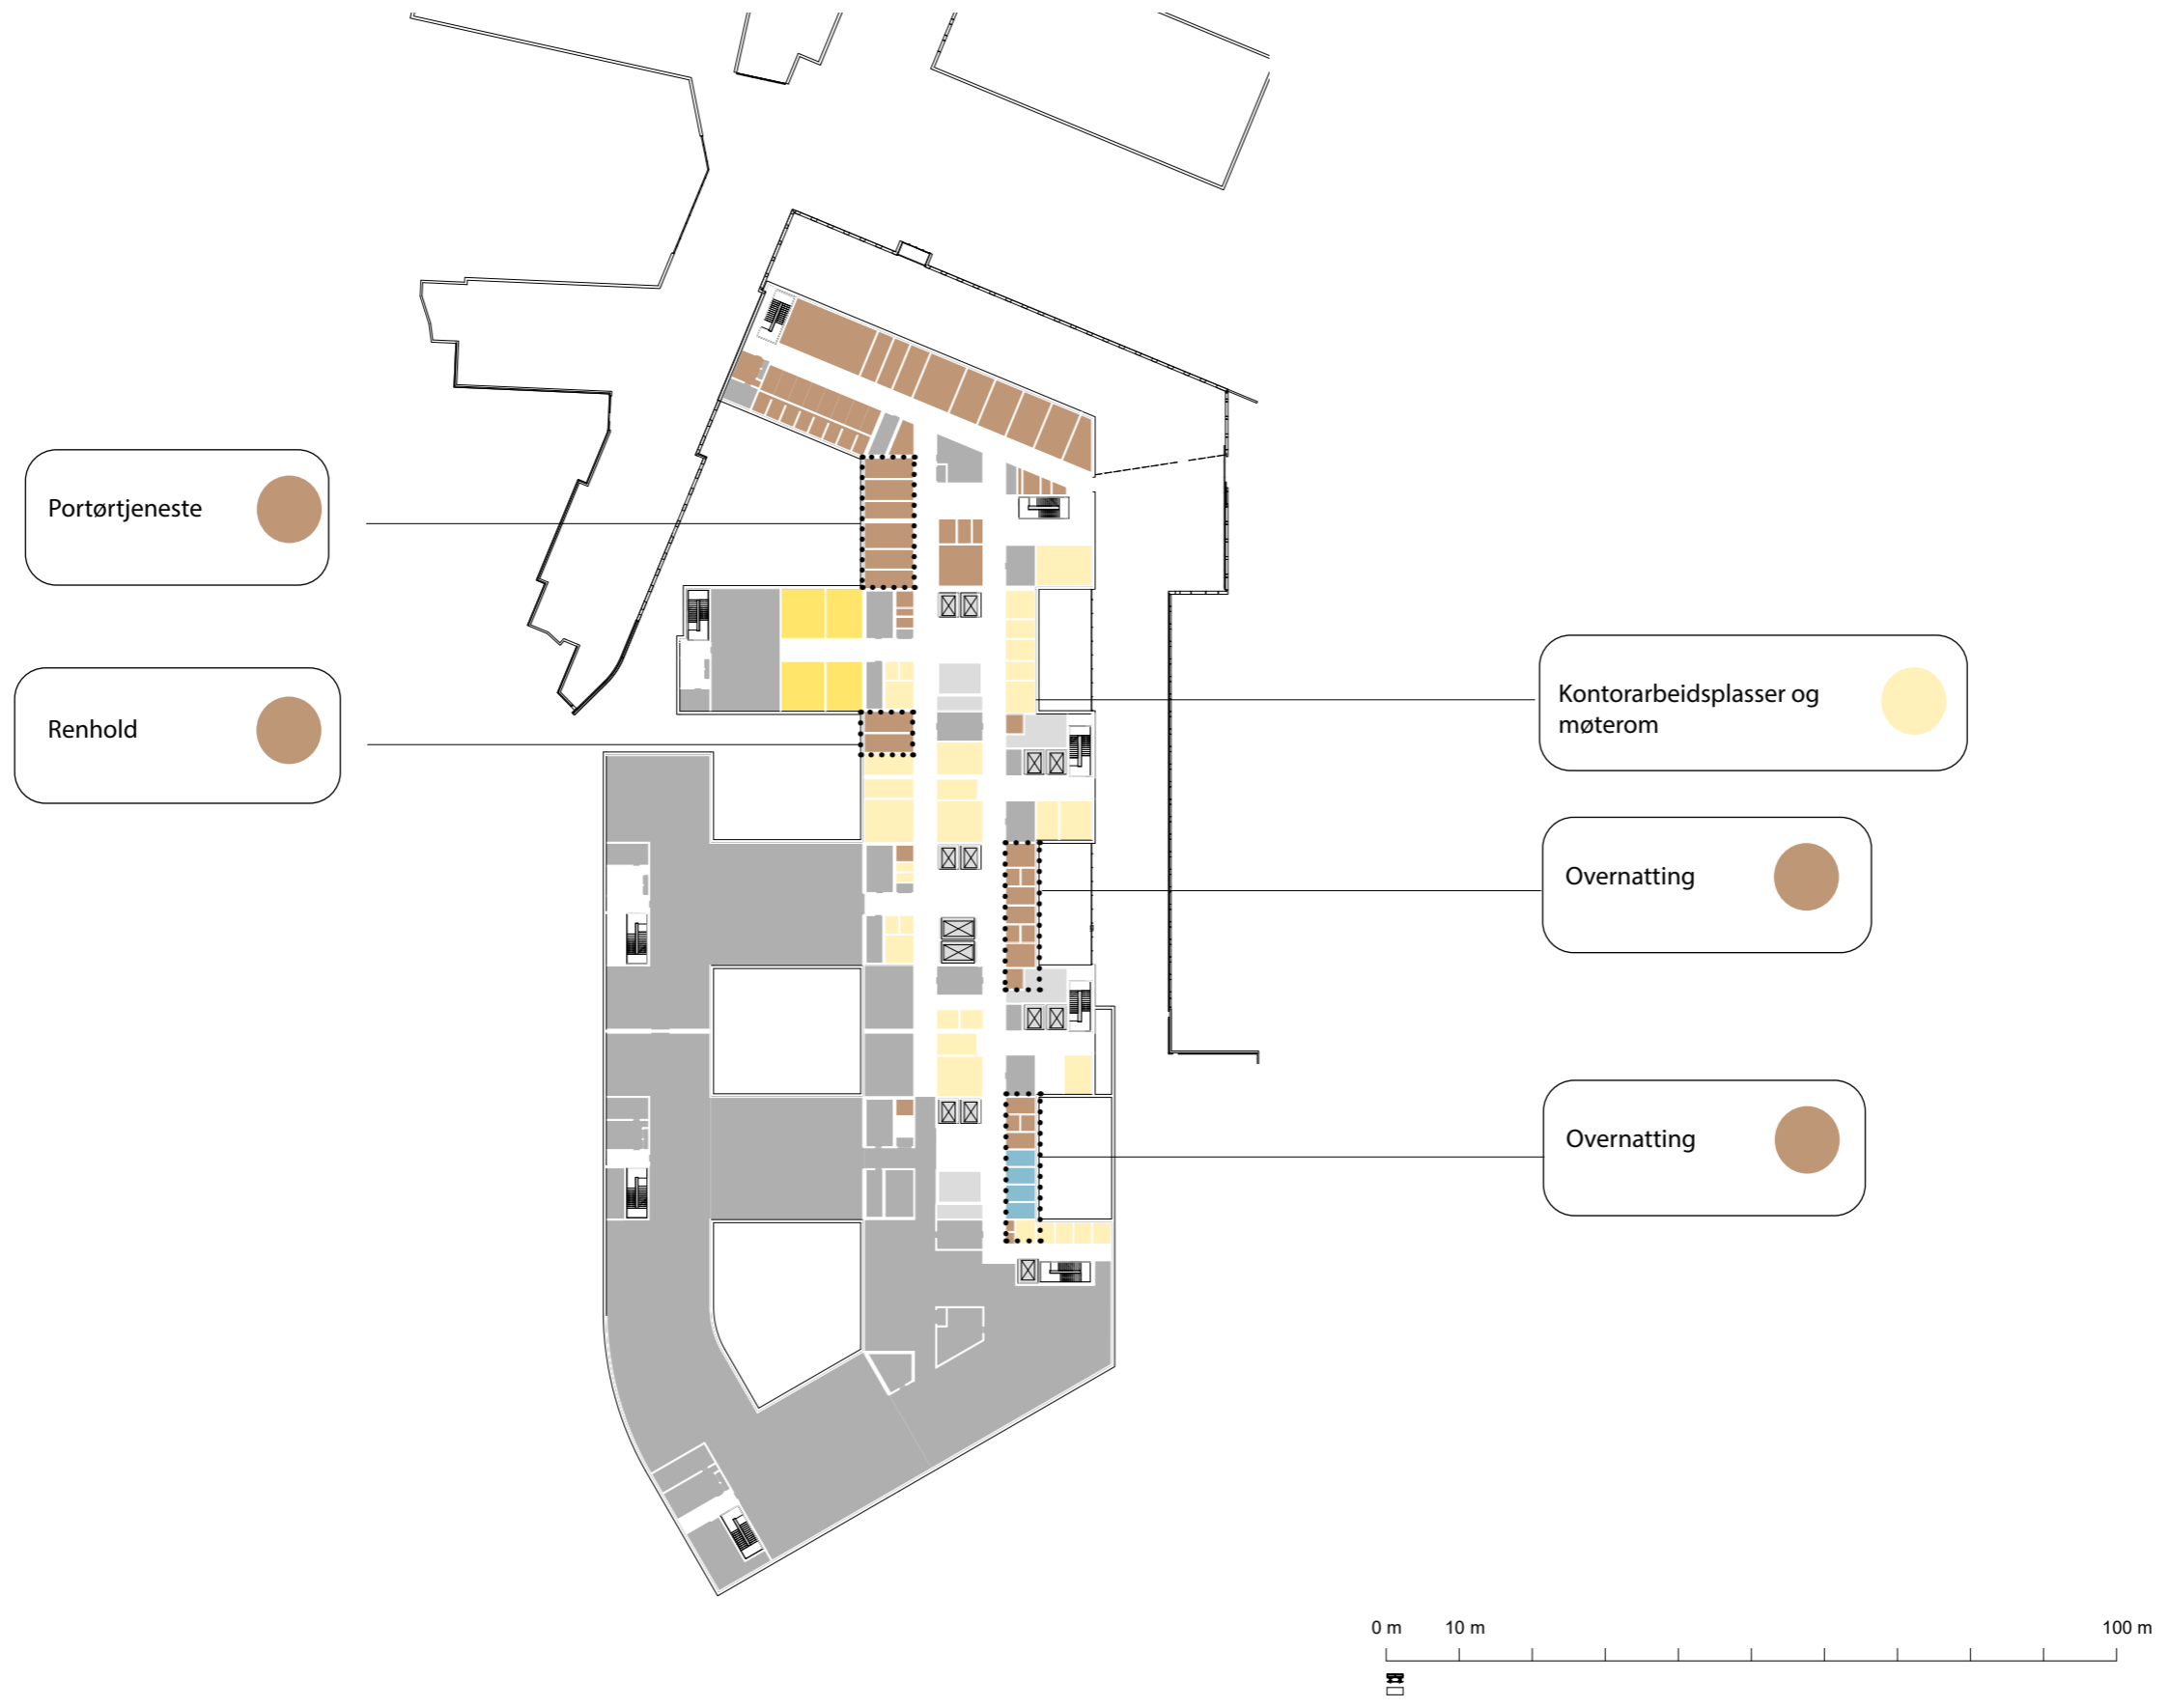 Portørtjeneste
Renhold
Kontorarbeidsplasser og
møterom
Overnatting
Overnatting
0 m 10 m 100 m